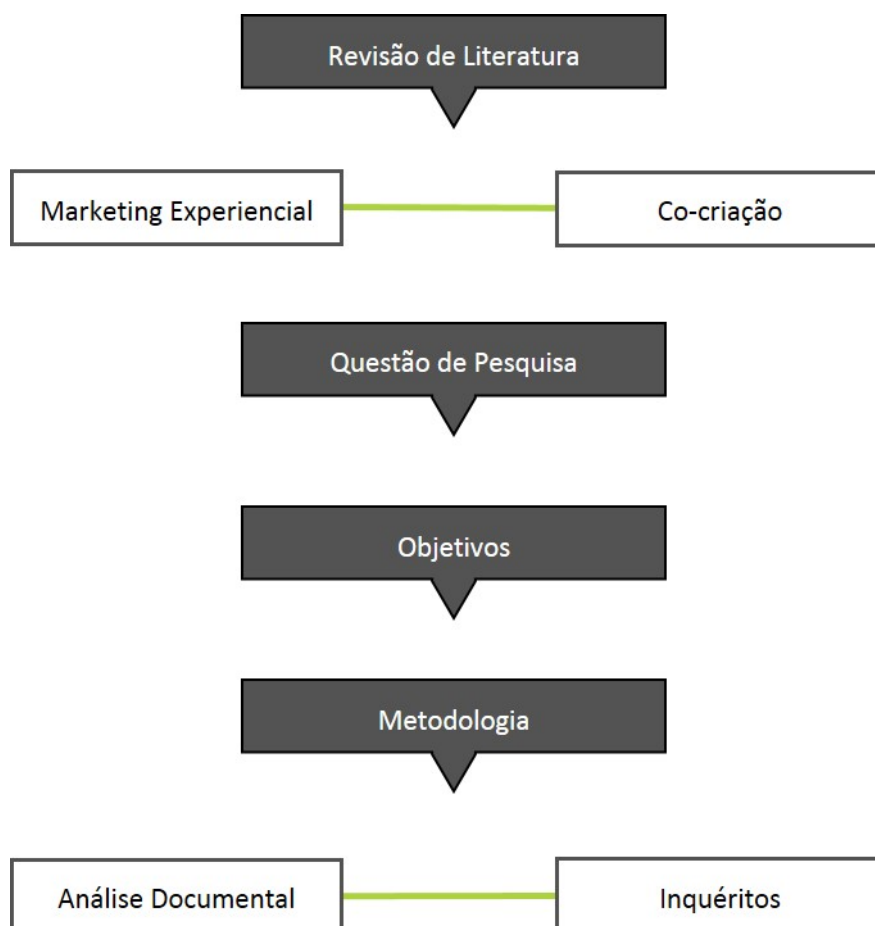 Revisão de Literatura
Marketing Experiencial
Co-criação
Questão de Pesquisa
Objetivos
Metodologia
Análise Documental
Inquéritos